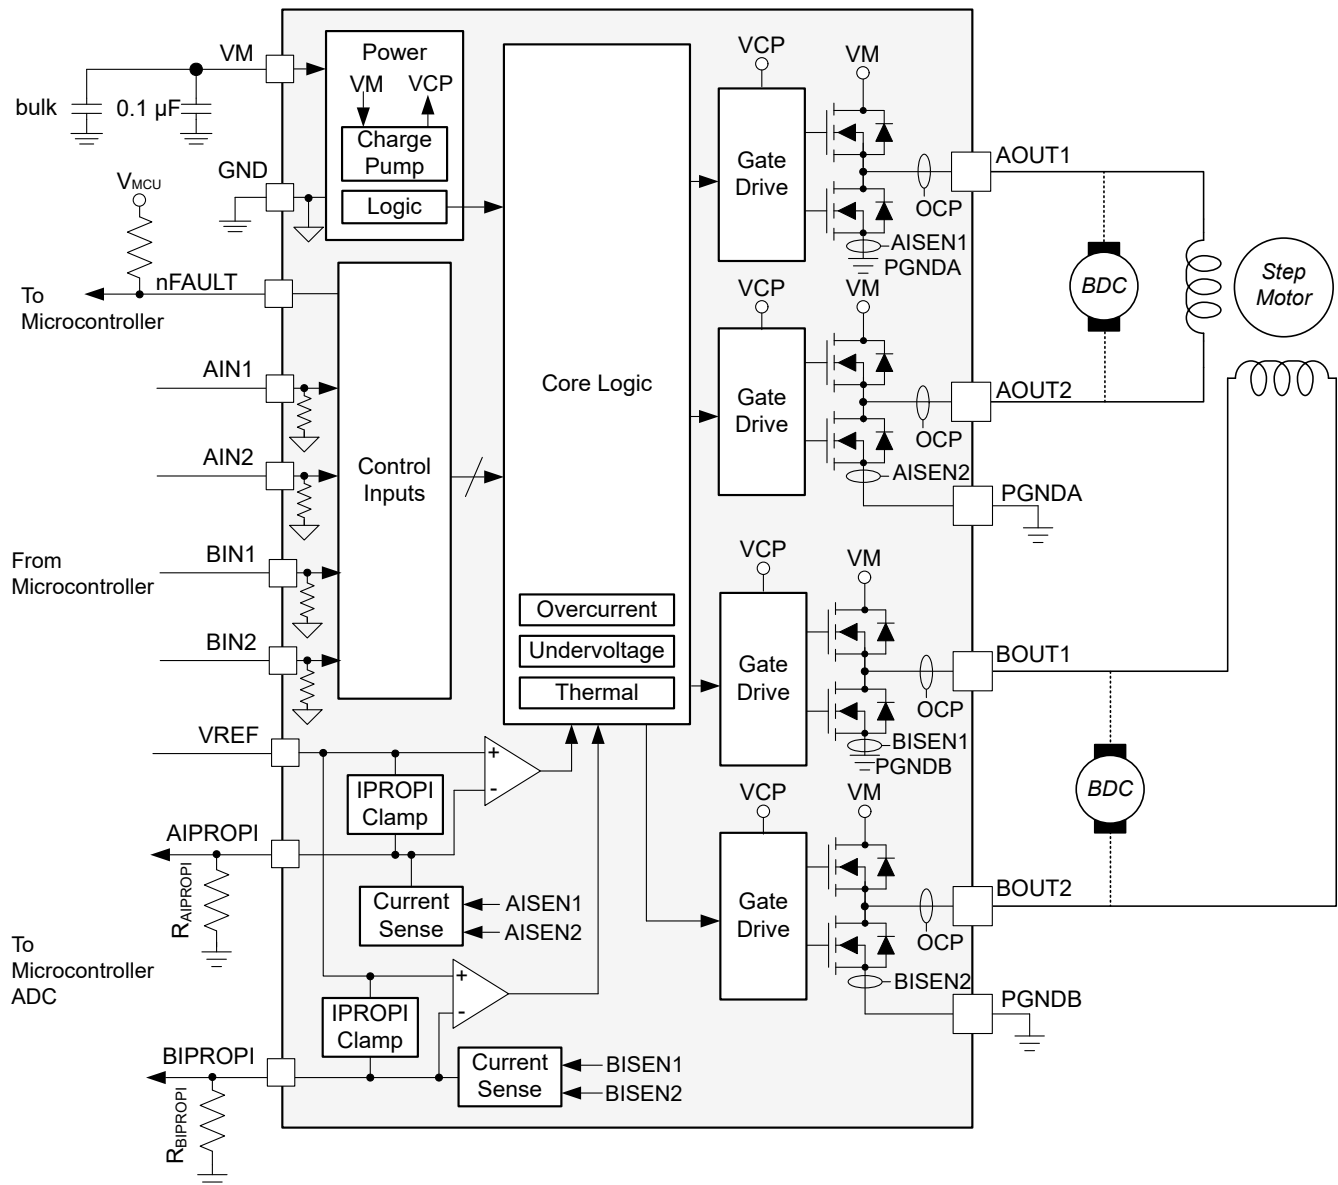 VM
bulk
0.1 µF
GND
VMCU
nFAULT
To
Microcontroller
AIN1
AIN2
From
Microcontroller
BIN1
BIN2
VREF
AIPROPI
RAIPROPI
To
Microcontroller
ADC
BIPROPI
RBIPROPI
Power
VM
VCP
Charge
Pump
Logic
Control
Inputs
Core Logic
Overcurrent
Undervoltage
Thermal
+
-
IPROPI
Clamp
Current
Sense
AISEN1
AISEN2
+
-
IPROPI
Clamp
Current
Sense
BISEN1
BISEN2
VCP
VM
Gate
Drive
OCP
AISEN1
PGNDA
AOUT1
VCP
VM
Gate
Drive
OCP
AISEN2
AOUT2
PGNDA
BDC
Step
Motor
VCP
VM
Gate
Drive
OCP
BISEN1
PGNDB
BOUT1
VCP
VM
Gate
Drive
OCP
BISEN2
BOUT2
PGNDB
BDC